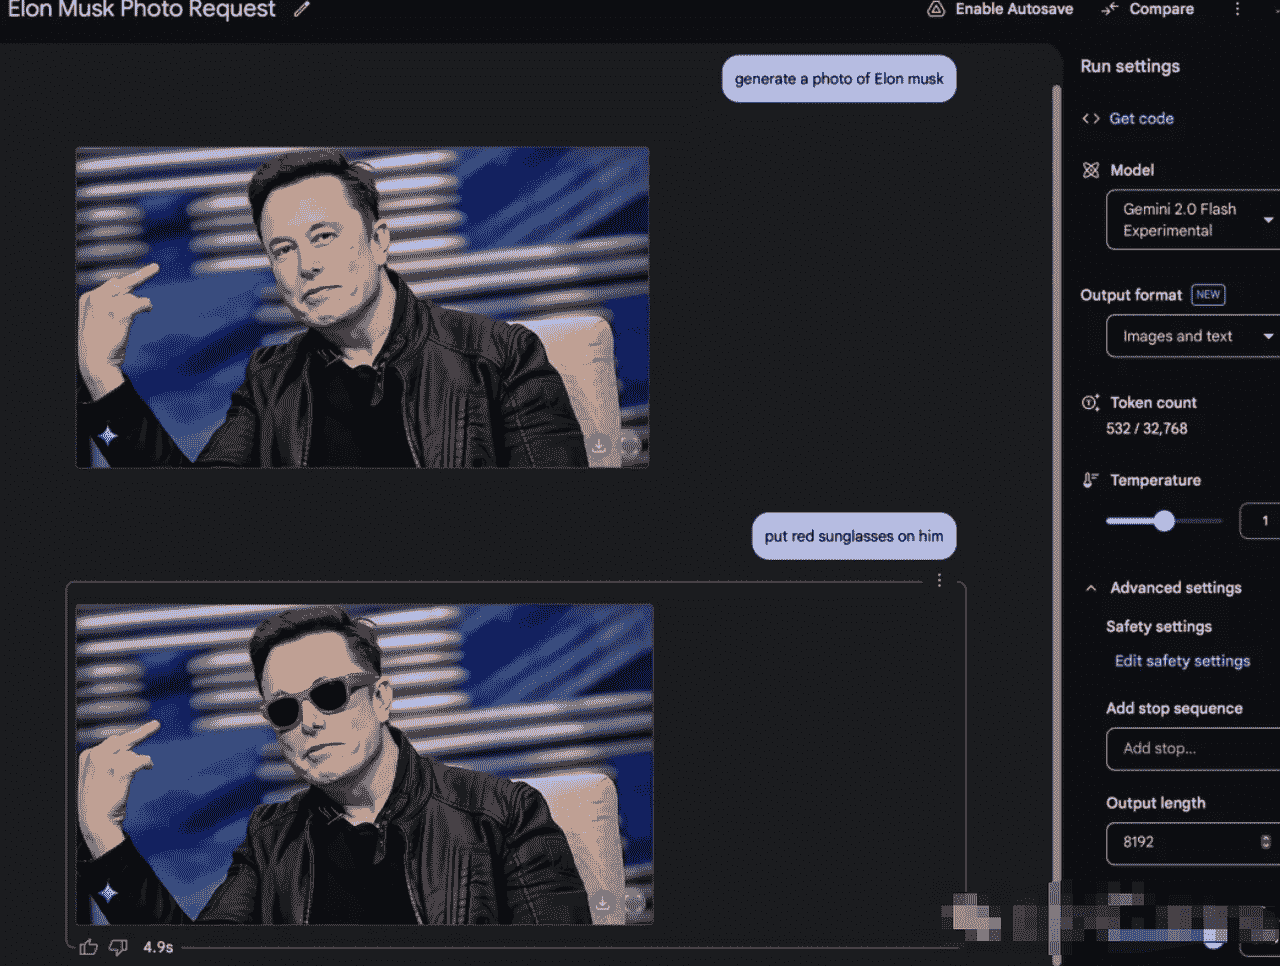 Elon Musk Photo Request
Enable Autosave
Compare
generate a photo of Elon musk
put red sunglasses on him
4.9s
Run settings
Get code
Model
Gemini 2.0 Flash
Experimental
Output format NEW
Images and text
Token count
532 / 32,768
Temperature
1
Advanced settings
Safety settings
Edit safety settings
Add stop sequence
Add stop...
Output length
8192